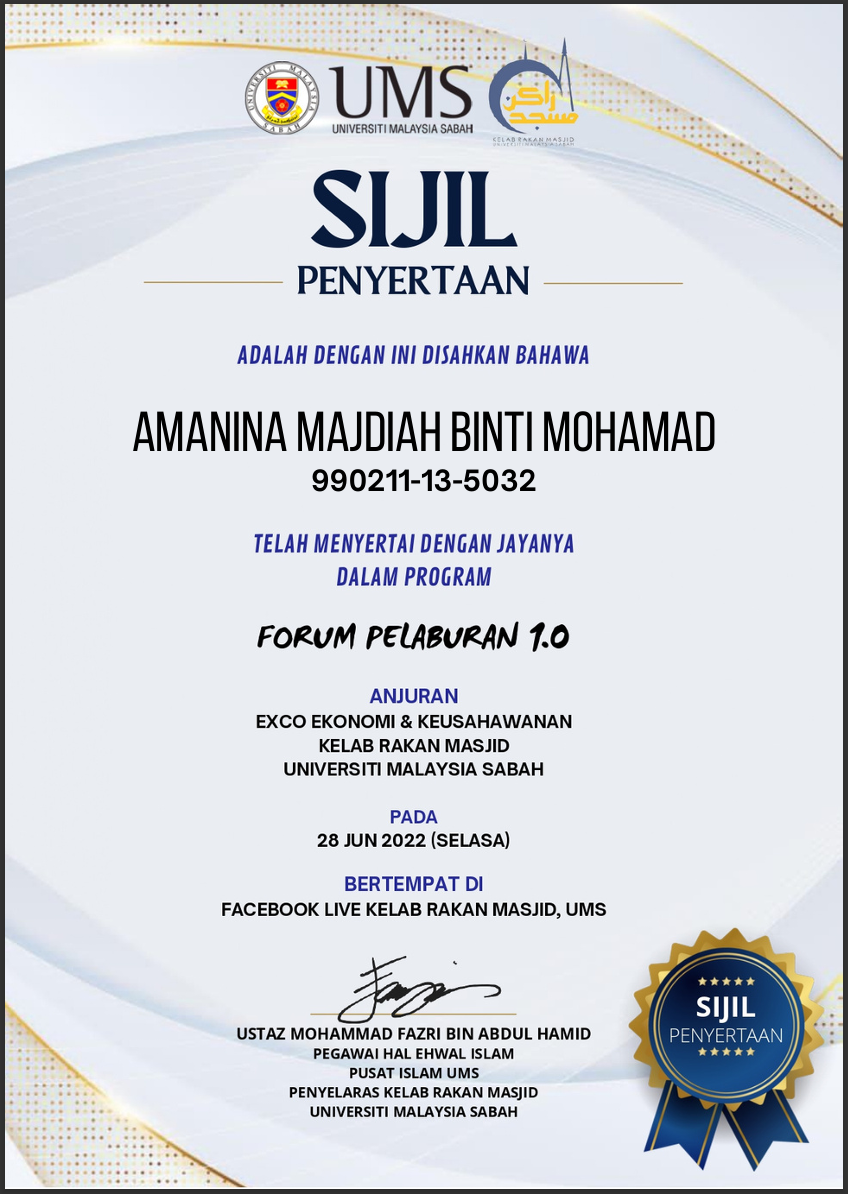 UNIVERSITI MALAYSIA SABAH
UMS
UNIVERSITI MALAYSIA SABAH
راكن
مسجد
KELAB RAKAN MASJID
UNIVERSITI MALAYSIA SABAH
SIJIL
PENYERTAAN
ADALAH DENGAN INI DISAHKAN BAHAWA
AMANINA MAJDIAH BINTI MOHAMAD
990211-13-5032
TELAH MENYERTAI DENGAN JAYANYA
DALAM PROGRAM
FORUM PELABURAN 1.0
ANJURAN
EXCO EKONOMI & KEUSAHAWANAN
KELAB RAKAN MASJID
UNIVERSITI MALAYSIA SABAH
PADA
28 JUN 2022 (SELASA)
BERTEMPAT DI
FACEBOOK LIVE KELAB RAKAN MASJID, UMS
USTAZ MOHAMMAD FAZRI BIN ABDUL HAMID
PEGAWAI HAL EHWAL ISLAM
PUSAT ISLAM UMS
PENYELARAS KELAB RAKAN MASJID
UNIVERSITI MALAYSIA SABAH
SIJIL
PENYERTAAN